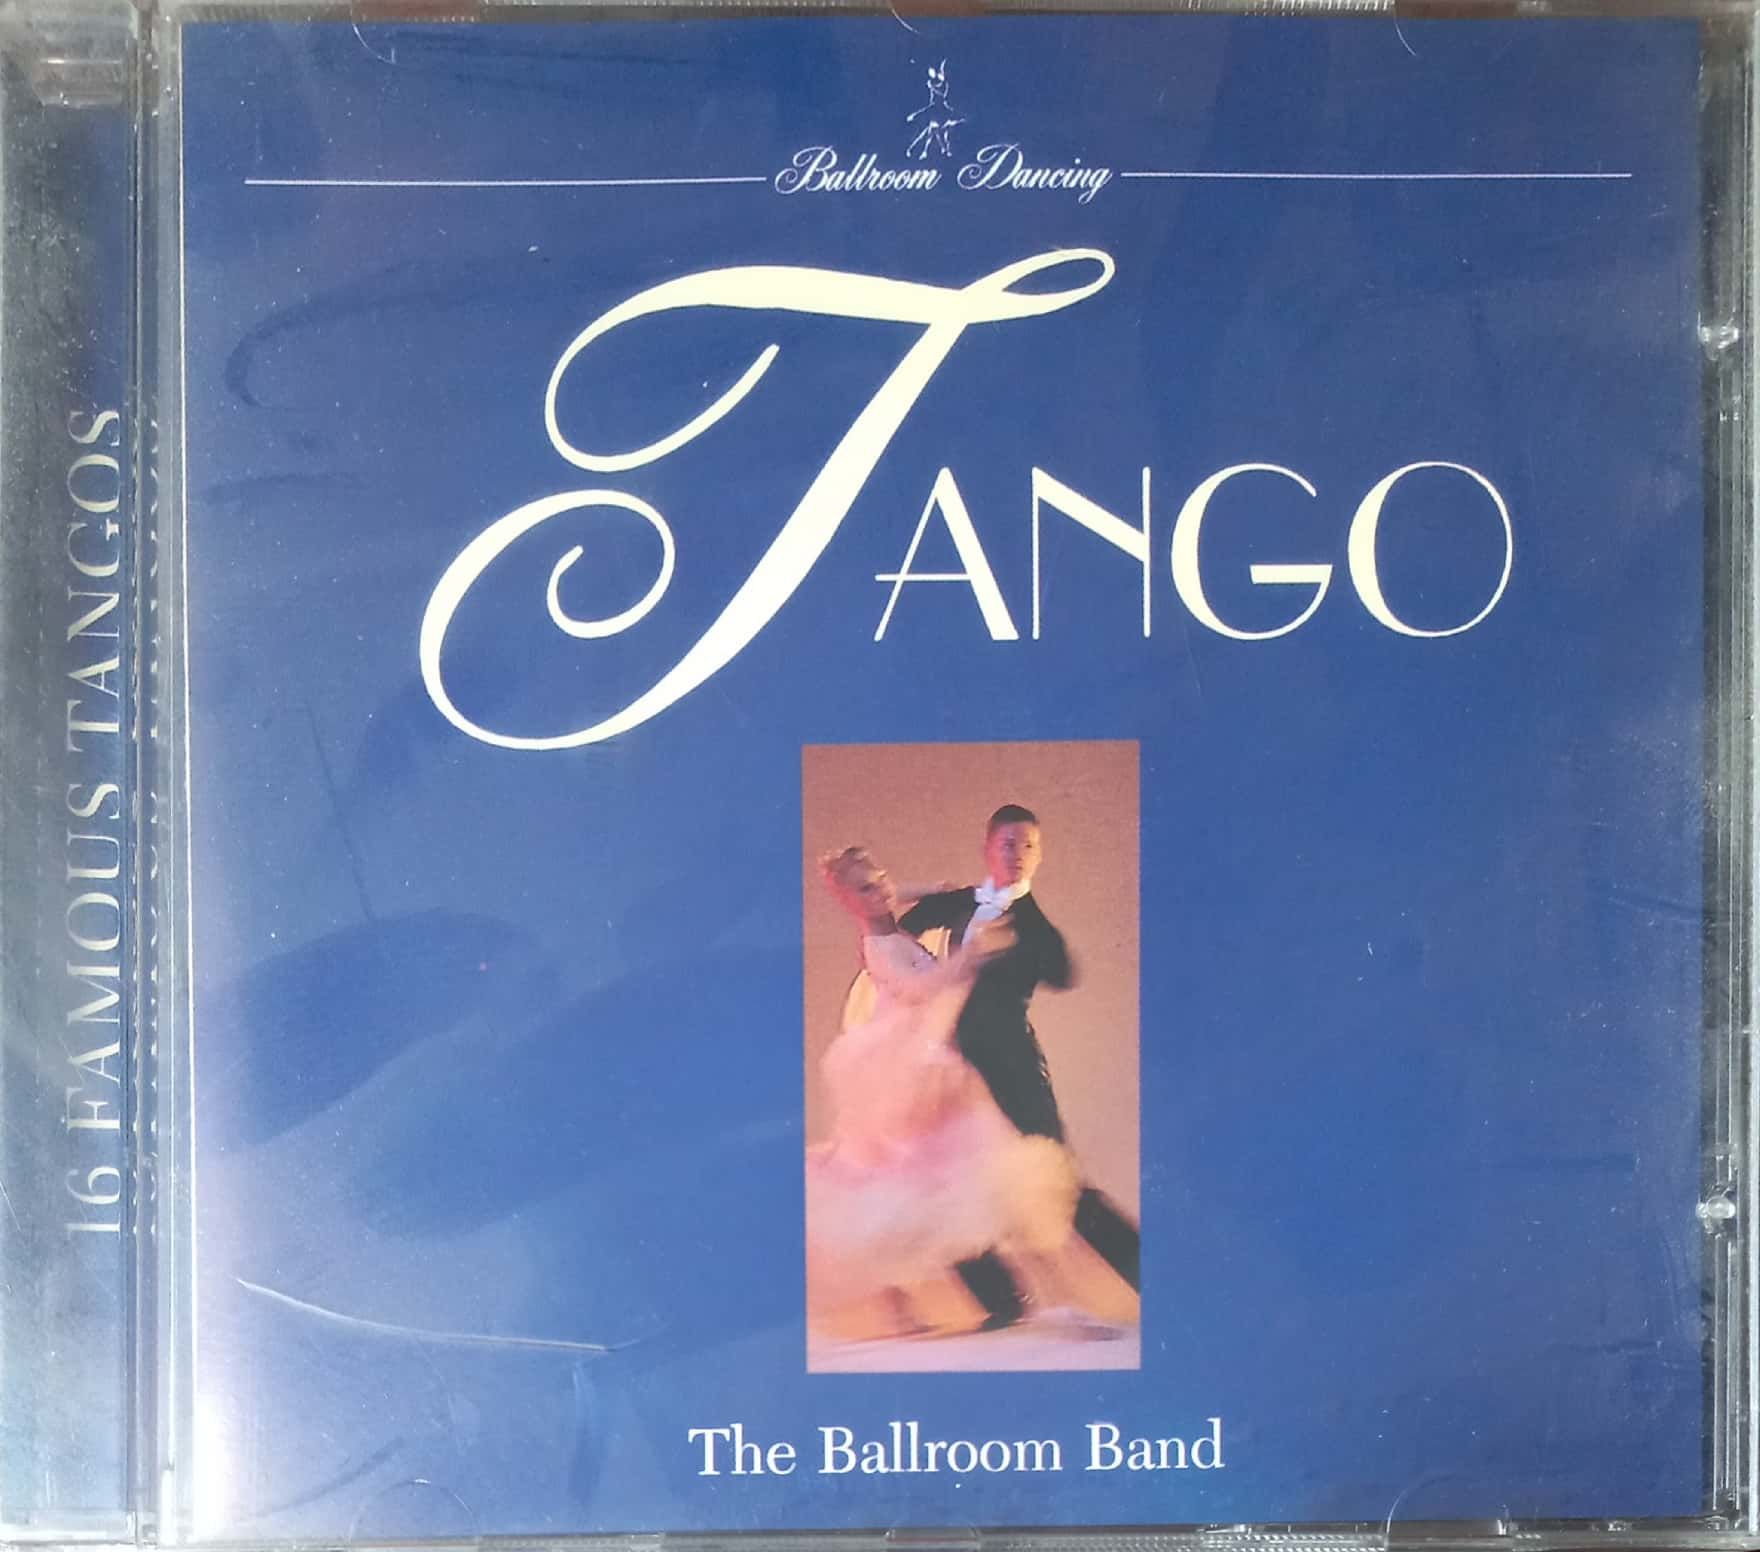 Ballroom Dancing
TANGO
The Ballroom Band
16 FAMOUS TANGOS